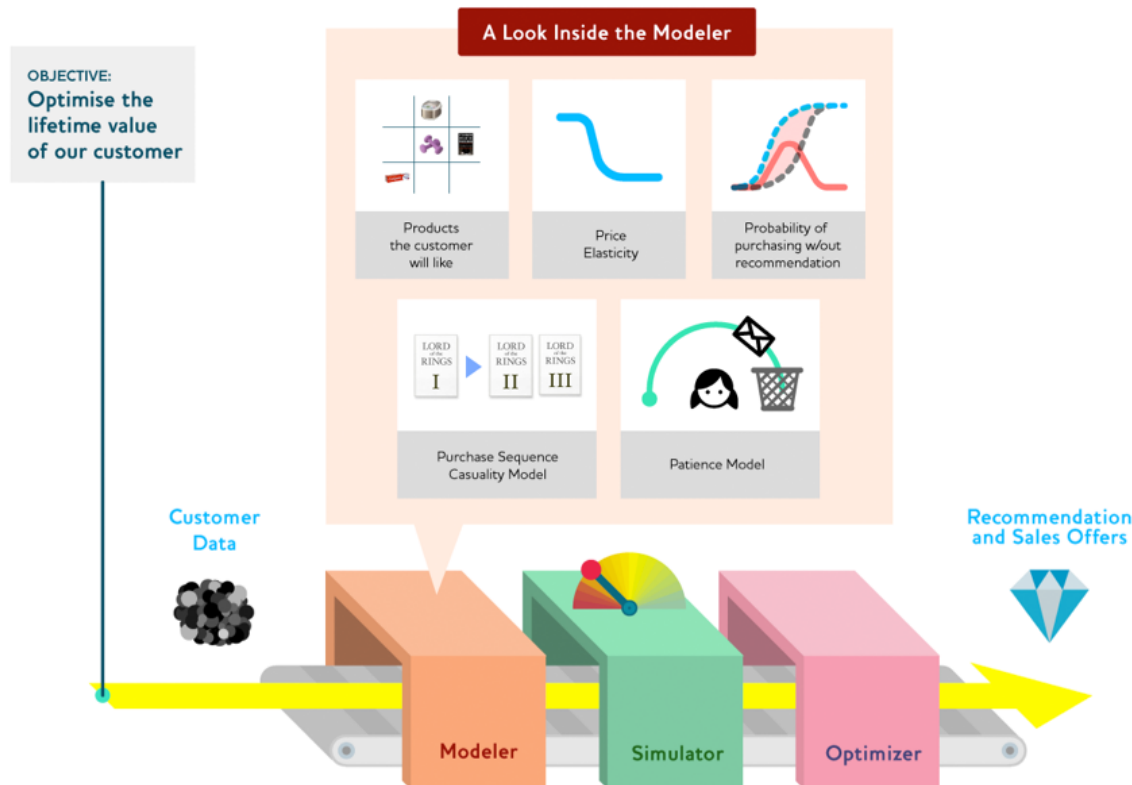 A Look Inside the Modeler
OBJECTIVE:
Optimise the
lifetime value
of our customer
Products
the customer
will like
Price
Elasticity
Probability of
purchasing w/out
recommendation
LORD
of the
RINGS
I
LORD
of the
RINGS
II
LORD
of the
RINGS
III
Purchase Sequence
Casuality Model
Patience Model
Customer
Data
Recommendation
and Sales Offers
Modeler
Simulator
Optimizer